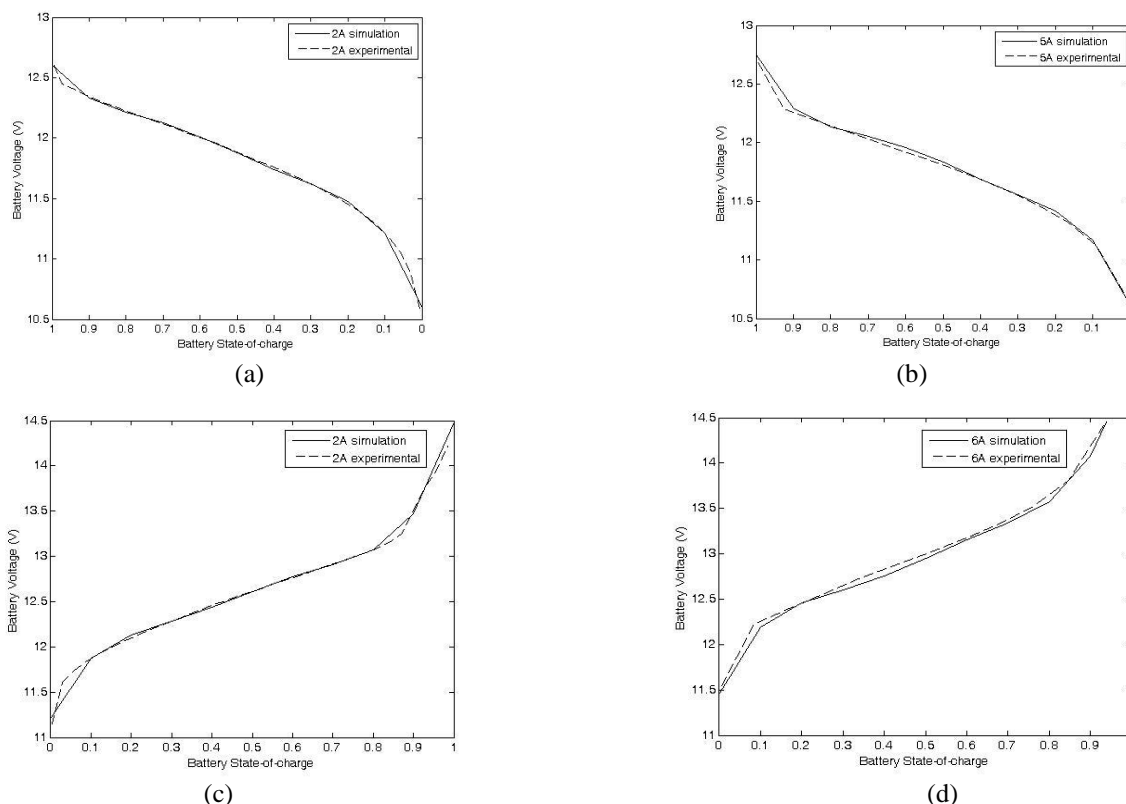 13
12.5
12
11.5
11
10.5
Battery Voltage (V)
2A simulation
2A experimental
1 0.9 0.8 0.7 0.6 0.5 0.4 0.3 0.2 0.1 0
Battery State-of-charge
(a)
13
12.5
12
11.5
11
10.5
Battery Voltage (V)
5A simulation
5A experimental
1 0.9 0.8 0.7 0.6 0.5 0.4 0.3 0.2 0.1
Battery State-of-charge
(b)
14.5
14
13.5
13
12.5
12
11.5
11
Battery Voltage (V)
2A simulation
2A experimental
0 0.1 0.2 0.3 0.4 0.5 0.6 0.7 0.8 0.9 1
Battery State-of-charge
(c)
14.5
14
13.5
13
12.5
12
11.5
11
Battery Voltage (V)
6A simulation
6A experimental
0 0.1 0.2 0.3 0.4 0.5 0.6 0.7 0.8 0.9
Battery State-of-charge
(d)